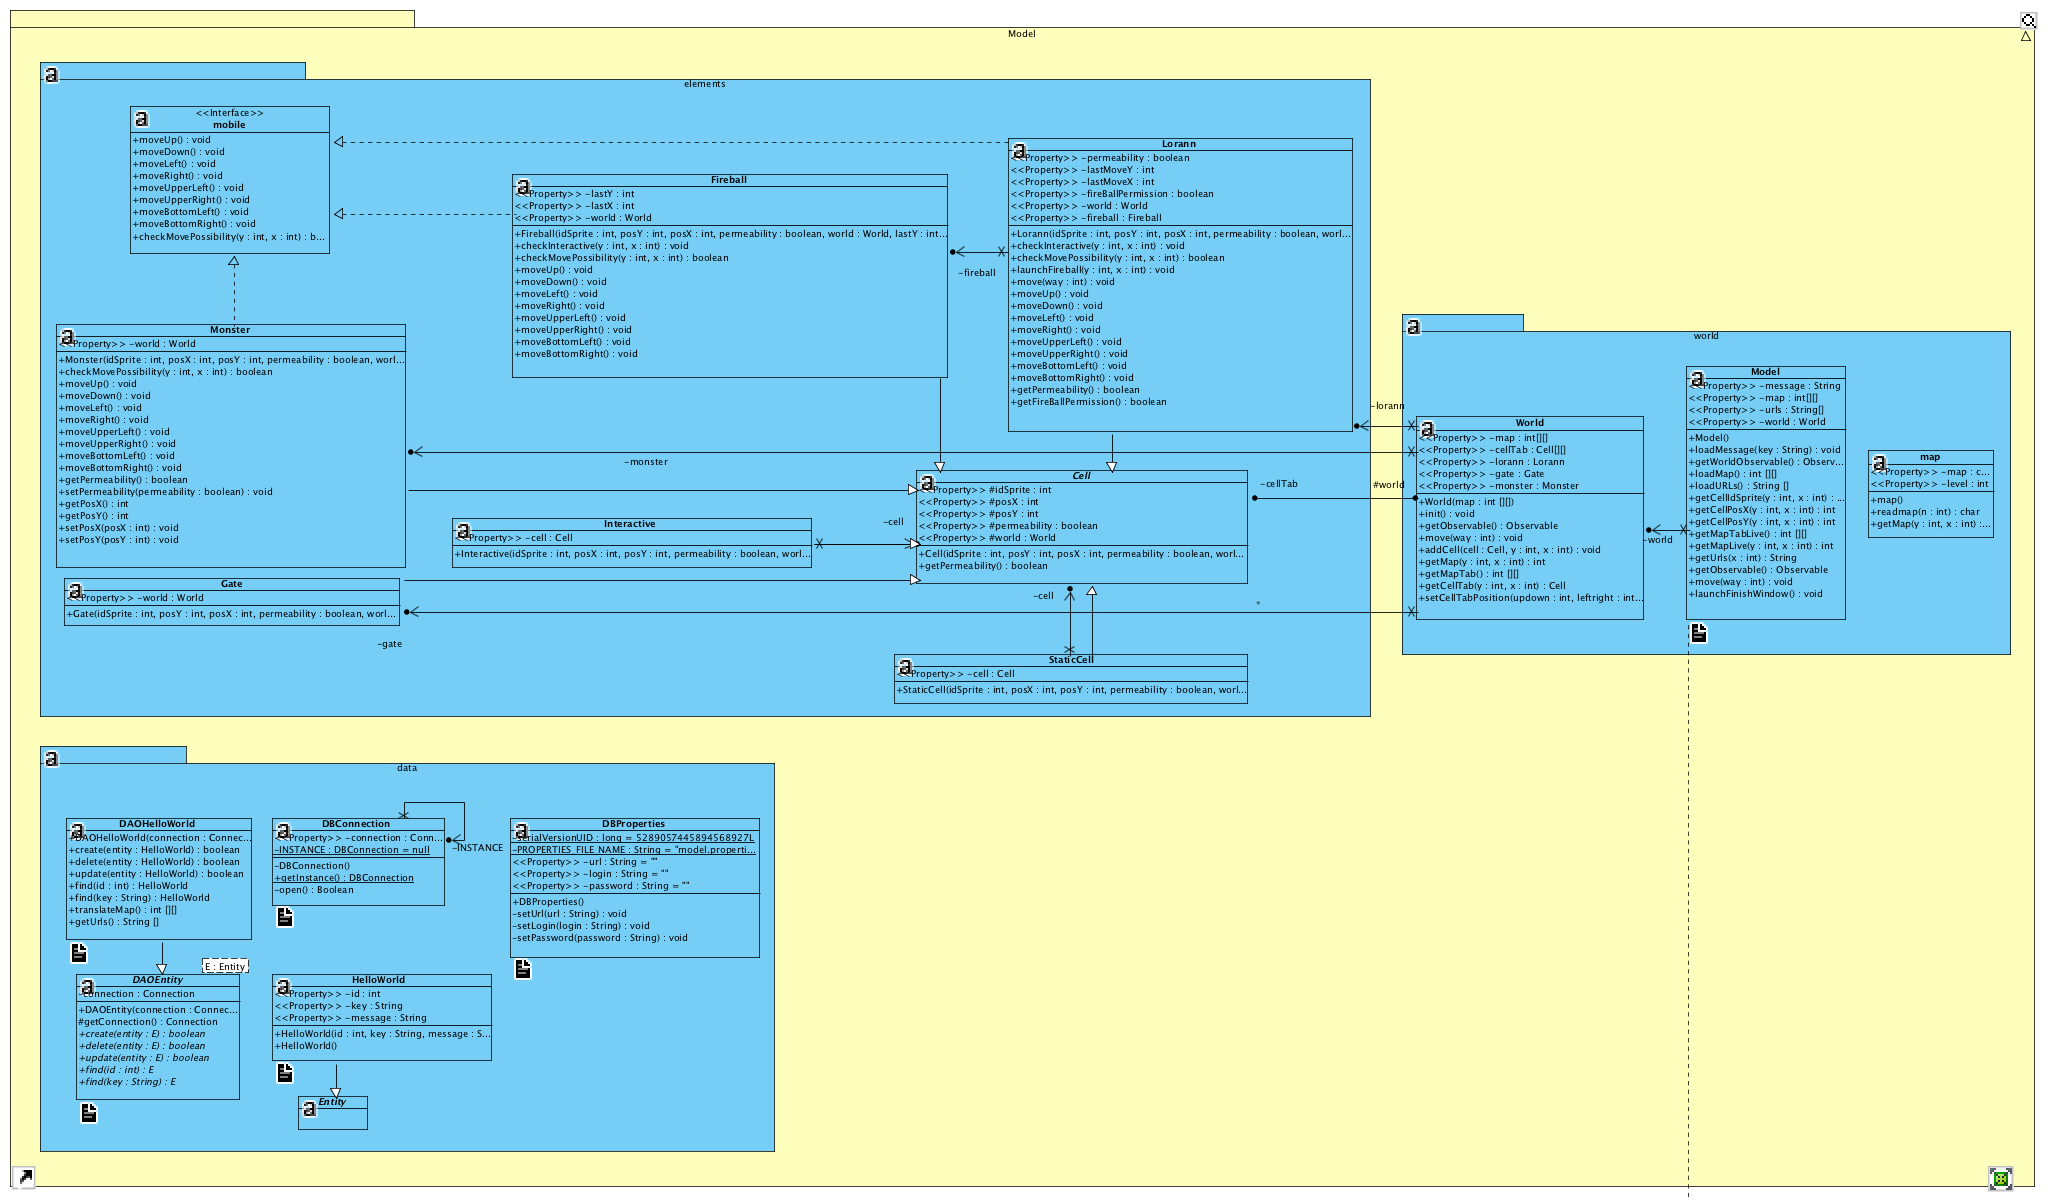 Model
elements
<<Interface>>
mobile
+moveUp() : void
+moveDown() : void
+moveLeft() : void
+moveRight() : void
+moveUpperLeft() : void
+moveUpperRight() : void
+moveBottomLeft() : void
+moveBottomRight() : void
+checkMovePossibility(y : int, x : int) : b...
Fireball
<<Property>> -lastY : int
<<Property>> -lastX : int
<<Property>> -world : World
+Fireball(idSprite : int, posY : int, posX : int, permeability : boolean, world : World, lastY : int...
+checkInteractive(y : int, x : int) : void
+checkMovePossibility(y : int, x : int) : boolean
+moveUp() : void
+moveDown() : void
+moveLeft() : void
+moveRight() : void
+moveUpperLeft() : void
+moveUpperRight() : void
+moveBottomLeft() : void
+moveBottomRight() : void
-fireball
Lorann
<<Property>> -permeability : boolean
<<Property>> -lastMoveY : int
<<Property>> -lastMoveX : int
<<Property>> -fireBallPermission : boolean
<<Property>> -world : World
<<Property>> -fireball : Fireball
+Lorann(idSprite : int, posY : int, posX : int, permeability : boolean, worl...
+checkInteractive(y : int, x : int) : void
+checkMovePossibility(y : int, x : int) : boolean
+launchFireball(y : int, x : int) : void
+move(way : int) : void
+moveUp() : void
+moveDown() : void
+moveLeft() : void
+moveRight() : void
+moveUpperLeft() : void
+moveUpperRight() : void
+moveBottomLeft() : void
+moveBottomRight() : void
+getPermeability() : boolean
+getFireBallPermission() : boolean
Monster
<<Property>> -world : World
+Monster(idSprite : int, posX : int, posY : int, permeability : boolean, worl...
+checkMovePossibility(y : int, x : int) : boolean
+moveUp() : void
+moveDown() : void
+moveLeft() : void
+moveRight() : void
+moveUpperLeft() : void
+moveUpperRight() : void
+moveBottomLeft() : void
+moveBottomRight() : void
+getPermeability() : boolean
+setPermeability(permeability : boolean) : void
+getPosX() : int
+getPosY() : int
+setPosX(posX : int) : void
+setPosY(posY : int) : void
-monster
-lorann
Cell
<<Property>> #idSprite : int
<<Property>> #posX : int
<<Property>> #posY : int
<<Property>> #permeability : boolean
<<Property>> #world : World
+Cell(idSprite : int, posY : int, posX : int, permeability : boolean, worl...
+getPermeability() : boolean
-cellTab
#world
-cell
Interactive
<<Property>> -cell : Cell
+Interactive(idSprite : int, posX : int, posY : int, permeability : boolean, worl...
Gate
<<Property>> -world : World
+Gate(idSprite : int, posY : int, posX : int, permeability : boolean, worl...
-gate
-cell
*
StaticCell
<<Property>> -cell : Cell
+StaticCell(idSprite : int, posX : int, posY : int, permeability : boolean, worl...
world
World
<<Property>> -map : int[][]
<<Property>> -cellTab : Cell[][]
<<Property>> -lorann : Lorann
<<Property>> -gate : Gate
<<Property>> -monster : Monster
+World(map : int [][])
+init() : void
+getObservable() : Observable
+move(way : int) : void
+addCell(cell : Cell, y : int, x : int) : void
+getMap(y : int, x : int) : int
+getMapTab() : int [][]
+getCellTab(y : int, x : int) : Cell
+setCellTabPosition(updown : int, leftright : int...
-world
Model
<<Property>> -message : String
<<Property>> -map : int[][]
<<Property>> -urls : String[]
<<Property>> -world : World
+Model()
+loadMessage(key : String) : void
+getWorldObservable() : Observ...
+loadMap() : int [][]
+loadURLs() : String []
+getCellIdSprite(y : int, x : int) : ...
+getCellPosX(y : int, x : int) : int
+getCellPosY(y : int, x : int) : int
+getMapTabLive() : int [][]
+getMapLive(y : int, x : int) : int
+getUrls(x : int) : String
+getObservable() : Observable
+move(way : int) : void
+launchFinishWindow() : void
map
<<Property>> -map : c...
<<Property>> -level : int
+map()
+readmap(n : int) : char
+getMap(y : int, x : int) :...
data
DAOHelloWorld
+DAOHelloWorld(connection : Connec...
+create(entity : HelloWorld) : boolean
+delete(entity : HelloWorld) : boolean
+update(entity : HelloWorld) : boolean
+find(id : int) : HelloWorld
+find(key : String) : HelloWorld
+translateMap() : int [][]
+getUrls() : String []
DBConnection
<<Property>> -connection : Conn...
-INSTANCE : DBConnection = null
-DBConnection()
+getInstance() : DBConnection
-open() : Boolean
-INSTANCE
DBProperties
-serialVersionUID : long = 5289057445894568927L
-PROPERTIES_FILE_NAME : String = "model.properti...
<<Property>> -url : String = ""
<<Property>> -login : String = ""
<<Property>> -password : String = ""
+DBProperties()
-setUrl(url : String) : void
-setLogin(login : String) : void
-setPassword(password : String) : void
E : Entity
DAOEntity
-connection : Connection
+DAOEntity(connection : Connec...
#getConnection() : Connection
+create(entity : E) : boolean
+delete(entity : E) : boolean
+update(entity : E) : boolean
+find(id : int) : E
+find(key : String) : E
HelloWorld
<<Property>> -id : int
<<Property>> -key : String
<<Property>> -message : String
+HelloWorld(id : int, key : String, message : S...
+HelloWorld()
Entity